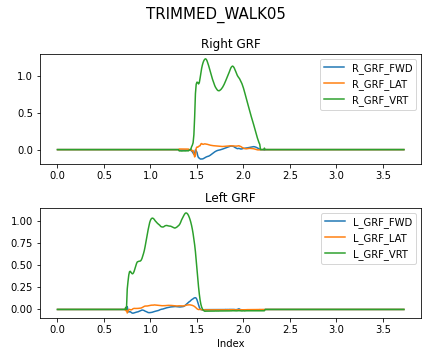 TRIMMED_WALK05
Right GRF
1.0
0.5
0.0
R_GRF_FWD
R_GRF_LAT
R_GRF_VRT
0.0 0.5 1.0 1.5 2.0 2.5 3.0 3.5
Left GRF
1.00
0.75
0.50
0.25
0.00
L_GRF_FWD
L_GRF_LAT
L_GRF_VRT
0.0 0.5 1.0 1.5 2.0 2.5 3.0 3.5
Index